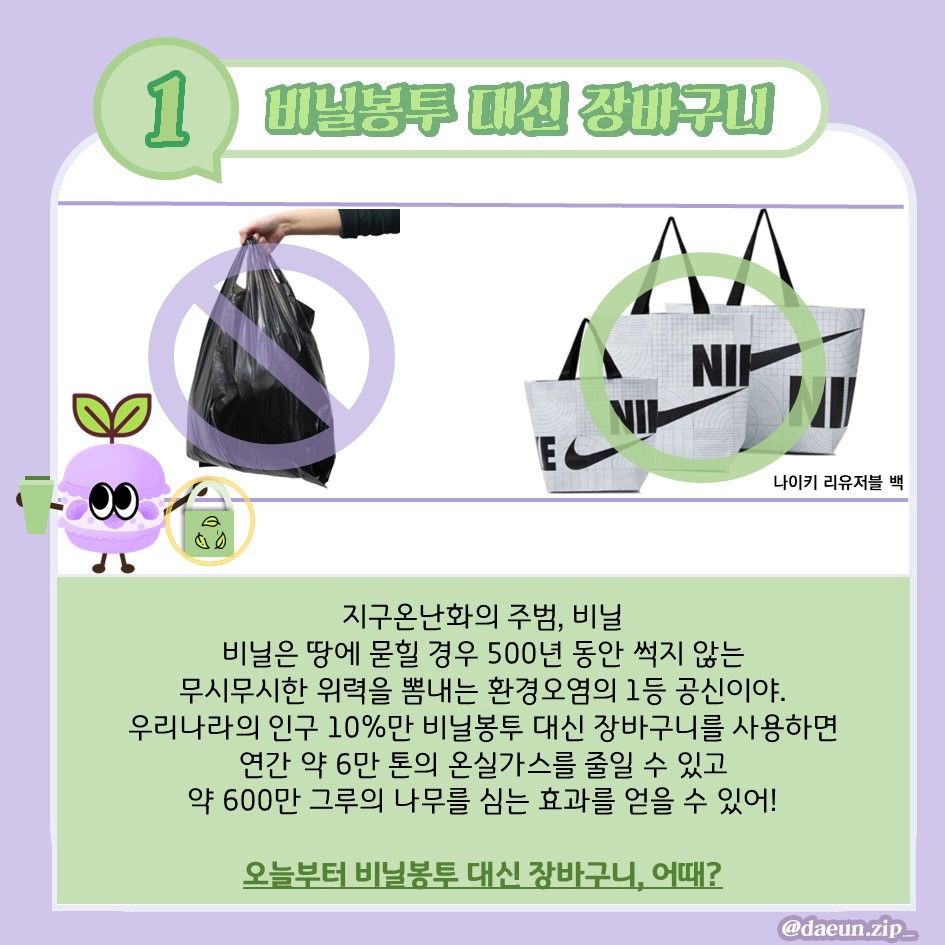 1
비닐봉투 대신 장바구니
NII
NII
KE
NIK
나이키 리유저블 백
지구온난화의 주범, 비닐
비닐은 땅에 묻힐 경우 500년 동안 썩지 않는
무시무시한 위력을 뽐내는 환경오염의 1등 공신이야.
우리나라의 인구 10%만 비닐봉투 대신 장바구니를 사용하면
연간 약 6만 톤의 온실가스를 줄일 수 있고
약 600만 그루의 나무를 심는 효과를 얻을 수 있어!
오늘부터 비닐봉투 대신 장바구니, 어때?
@daeun.zip_